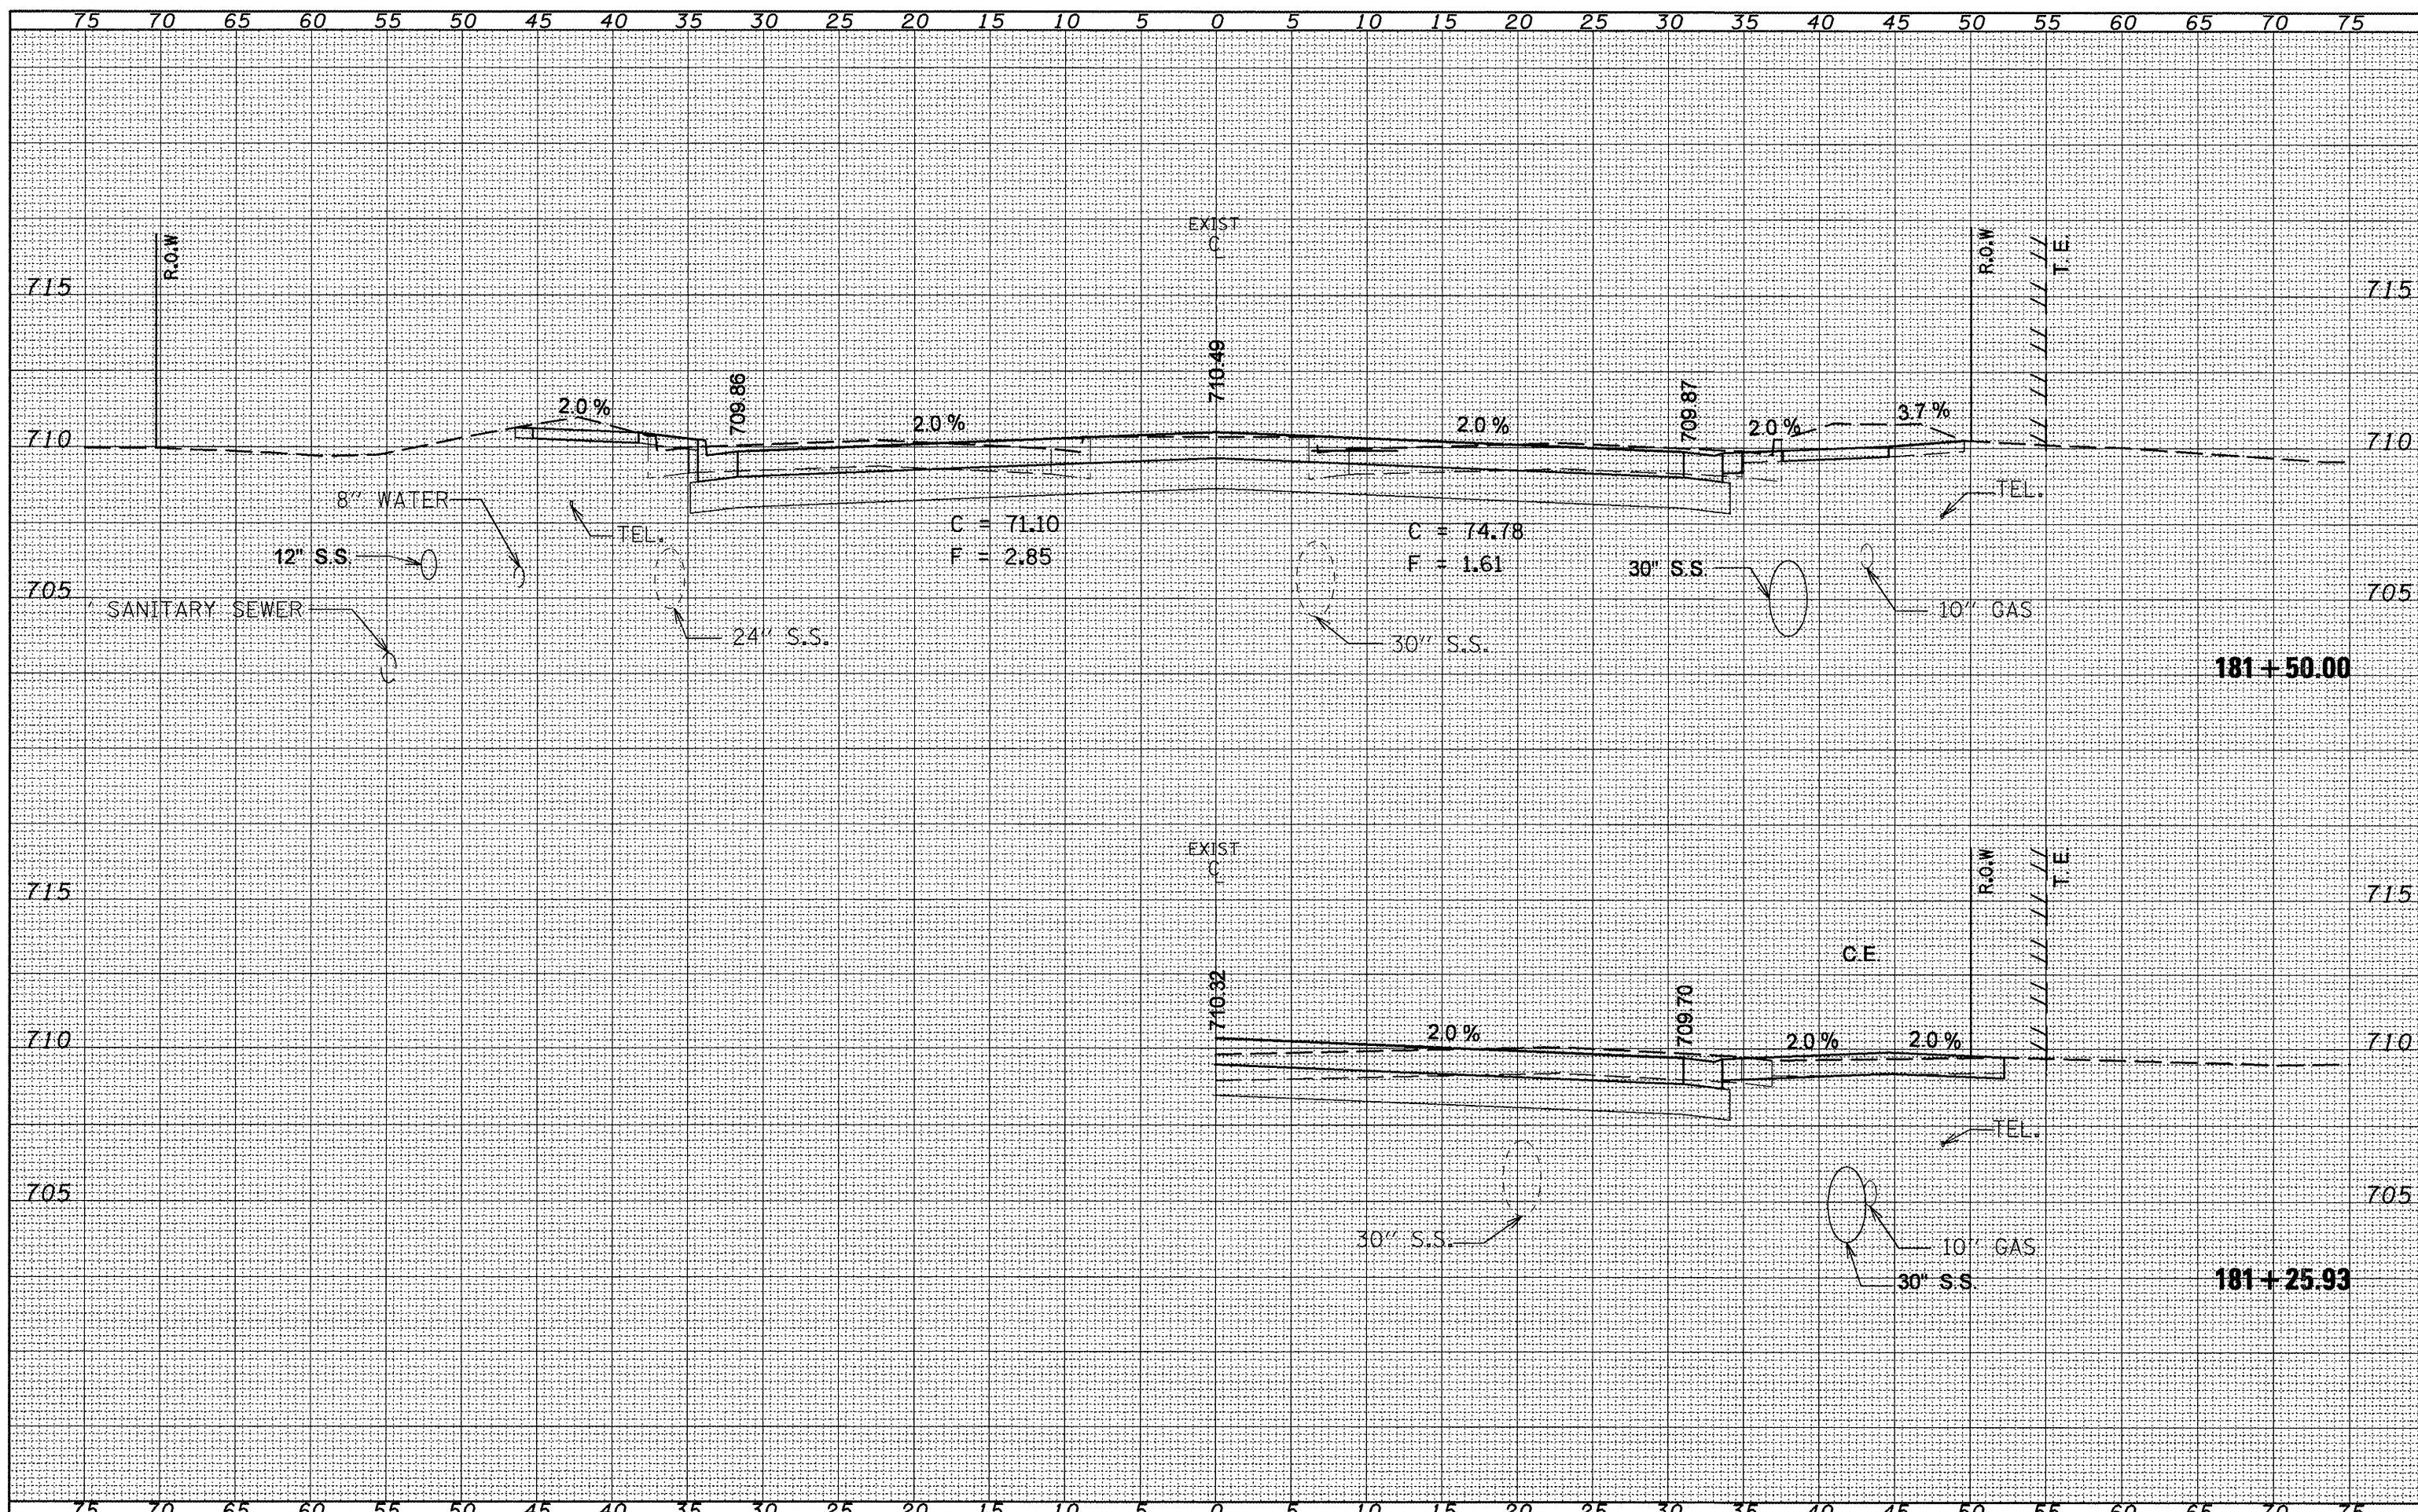 75 70 65 60 55 50 45 40 35 30 25 20 15 10 5 0 5 10 15 20 25 30 35 40 45 50 55 60 65 70 75
EXIST
C
R.O.W
R.O.W
T.E.
715
715
710.49
709.86
709.87
2.0 %
2.0 %
2.0 %
2.0 %
3.7 %
710
710
8" WATER
TEL.
TEL.
C = 71.10
F = 2.85
C = 74.78
F = 1.61
12" S.S.
30" S.S.
705
705
' SANITARY SEWER
24" S.S.
30" S.S.
10" GAS
181 + 50.00
EXIST
C
R.O.W
T.E.
715
715
C.E.
710.32
709.70
2.0 %
2.0 %
2.0 %
710
710
TEL.
705
705
30" S.S.
10" GAS
30" S.S.
181 + 25.93
75 70 65 60 55 50 45 40 35 30 25 20 15 10 5 0 5 10 15 20 25 30 35 40 45 50 55 60 65 70 75